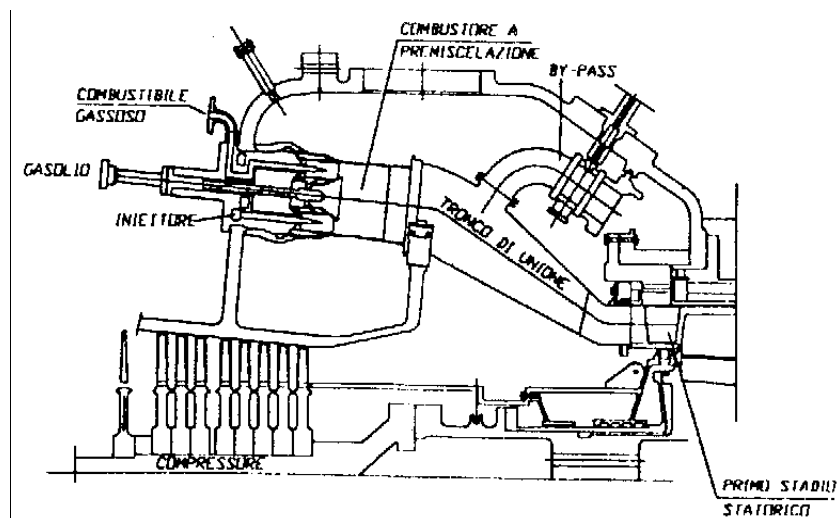 COMBUSTORE A
PREMISCELAZIONE
BY-PASS
COMBUSTIBILE
GASSOSO
GASOLIO
INIETTORE
TRONCO DI UNIONE
COMPRESSORE
PRIMO STADIO
STATORICO